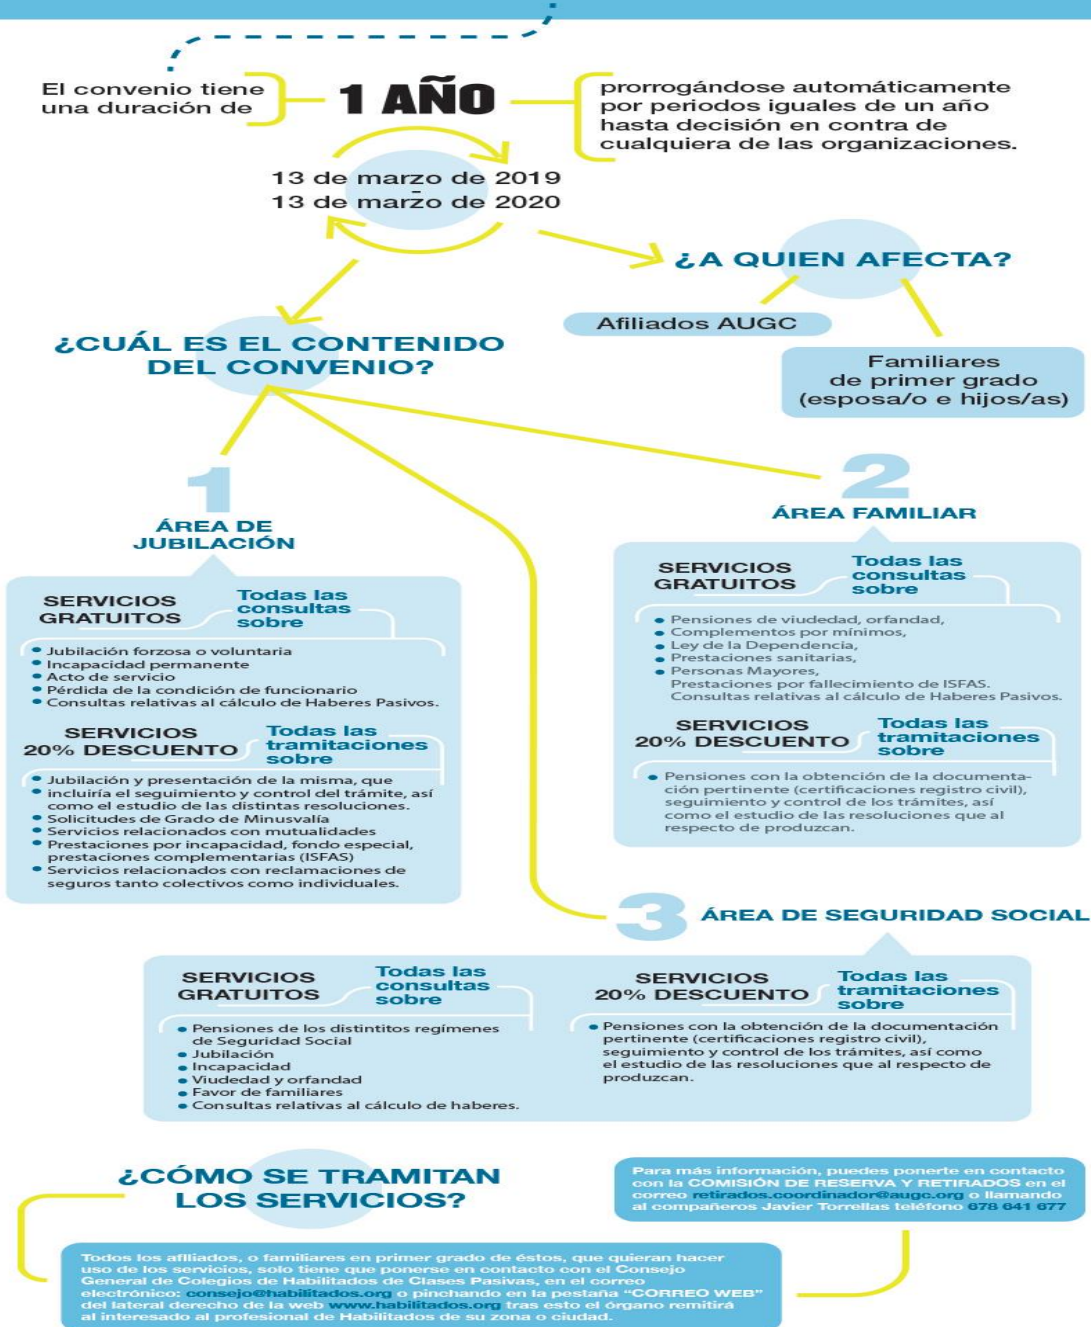 El convenio tiene
una duración de
1 AÑO
prorrogándose automáticamente
por periodos iguales de un año
hasta decisión en contra de
cualquiera de las organizaciones.
13 de marzo de 2019
-
13 de marzo de 2020
¿A QUIEN AFECTA?
Afiliados AUGC
Familiares
de primer grado
(esposa/o e hijos/as)
¿CUÁL ES EL CONTENIDO
DEL CONVENIO?
1
ÁREA DE
JUBILACIÓN
SERVICIOS
GRATUITOS
Todas las
consultas
sobre
• Jubilación forzosa o voluntaria
• Incapacidad permanente
• Acto de servicio
• Pérdida de la condición de funcionario
• Consultas relativas al cálculo de Haberes Pasivos.
SERVICIOS
20% DESCUENTO
Todas las
tramitaciones
sobre
• Jubilación y presentación de la misma, que
• incluiría el seguimiento y control del trámite, así
como el estudio de las distintas resoluciones.
• Solicitudes de Grado de Minusvalía
• Servicios relacionados con mutualidades
• Prestaciones por incapacidad, fondo especial,
prestaciones complementarias (ISFAS)
• Servicios relacionados con reclamaciones de
seguros tanto colectivos como individuales.
2
ÁREA FAMILIAR
SERVICIOS
GRATUITOS
Todas las
consultas
sobre
• Pensiones de viudedad, orfandad,
• Complementos por mínimos,
• Ley de la Dependencia,
• Prestaciones sanitarias,
• Personas Mayores,
Prestaciones por fallecimiento de ISFAS.
Consultas relativas al cálculo de Haberes Pasivos.
SERVICIOS
20% DESCUENTO
Todas las
tramitaciones
sobre
• Pensiones con la obtención de la documenta-
ción pertinente (certificaciones registro civil),
seguimiento y control de los trámites, así
como el estudio de las resoluciones que al
respecto de produzcan.
3
ÁREA DE SEGURIDAD SOCIAL
SERVICIOS
GRATUITOS
Todas las
consultas
sobre
• Pensiones de los distintitos regímenes
de Seguridad Social
• Jubilación
• Incapacidad
• Viudedad y orfandad
• Favor de familiares
• Consultas relativas al cálculo de haberes.
SERVICIOS
20% DESCUENTO
Todas las
tramitaciones
sobre
• Pensiones con la obtención de la documentación
pertinente (certificaciones registro civil),
seguimiento y control de los trámites, así como
el estudio de las resoluciones que al respecto de
produzcan.
¿CÓMO SE TRAMITAN
LOS SERVICIOS?
Todos los afiliados, o familiares en primer grado de éstos, que quieran hacer
uso de los servicios, solo tiene que ponerse en contacto con el Consejo
General de Colegios de Habilitados de Clases Pasivas, en el correo
electrónico: consejo@habilitados.org o pinchando en la pestaña "CORREO WEB"
del lateral derecho de la web www.habilitados.org tras esto el órgano remitirá
al interesado al profesional de Habilitados de su zona o ciudad.
Para más información, puedes ponerte en contacto
con la COMISIÓN DE RESERVA Y RETIRADOS en el
correo retirados.coordinador@augc.org o llamando
al compañeros Javier Torrellas teléfono 678 641 677